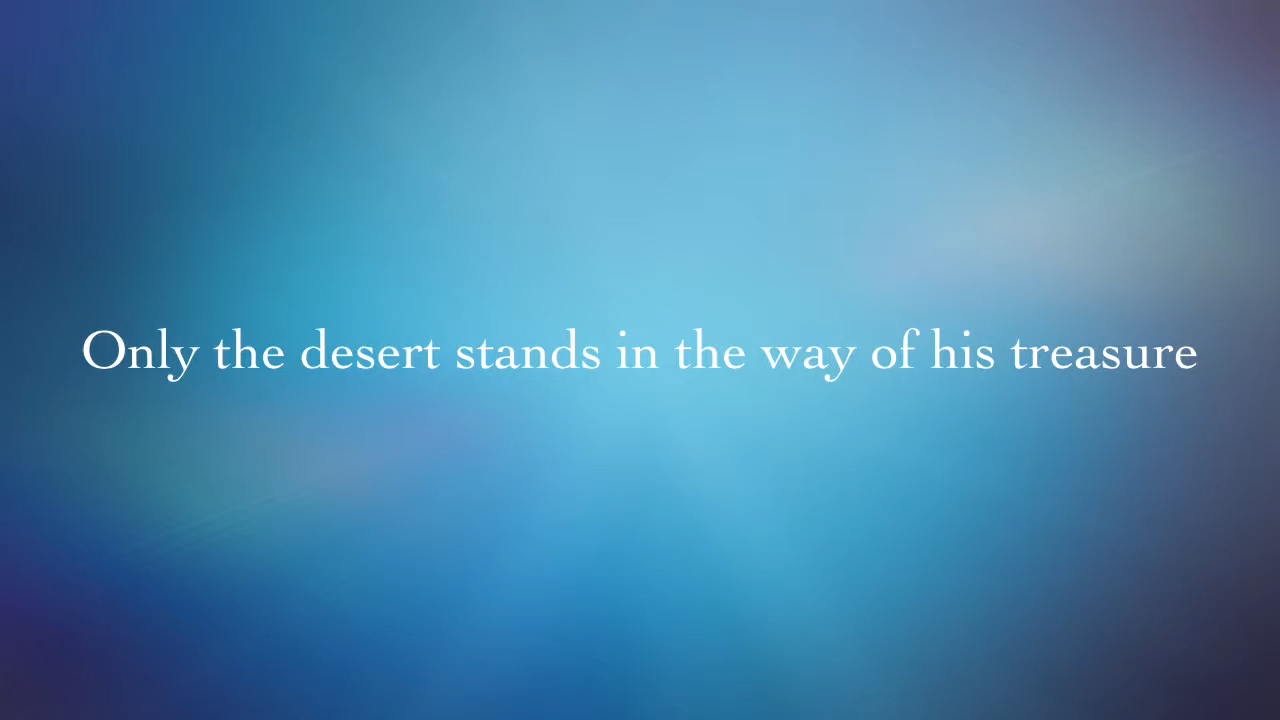 Only the desert stands in the way of his treasure